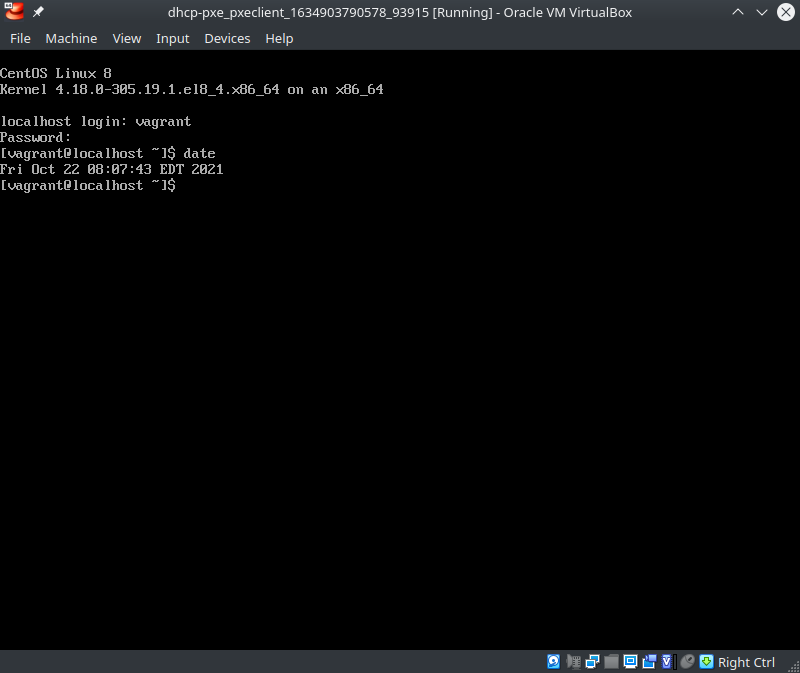 dhcp-pxe_pxeclient_1634903790578_93915 [Running] - Oracle VM VirtualBox
File Machine View Input Devices Help
CentOS Linux 8
Kernel 4.18.0-305.19.1.el8_4.x86_64 on an x86_64
localhost login: vagrant
Password:
[vagrant@localhost ~]$ date
Fri Oct 22 08:07:43 EDT 2021
[vagrant@localhost ~]$
Right Ctrl